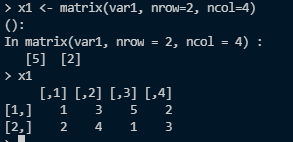 > x1 <- matrix(var1, nrow=2, ncol=4)
():
In matrix(var1, nrow = 2, ncol = 4) :
[5] [2]
> x1
[,1] [,2] [,3] [,4]
[1,] 1 3 5 2
[2,] 2 4 1 3
>